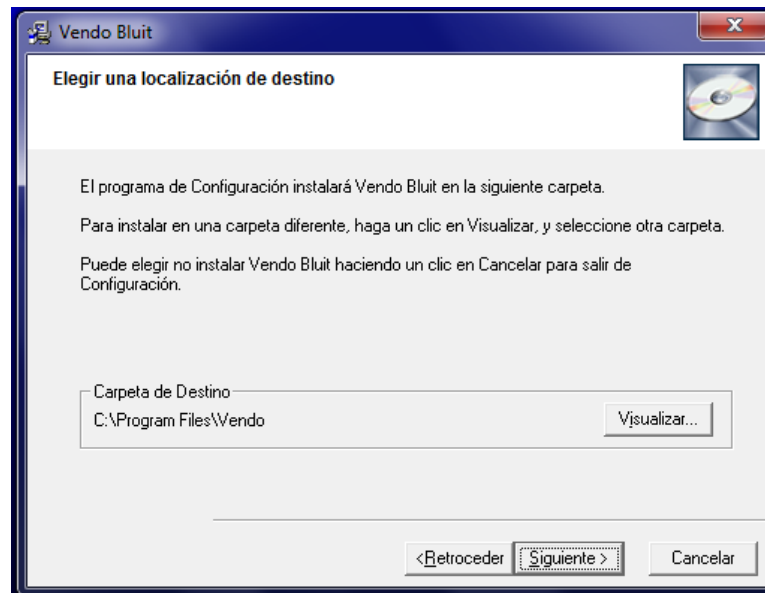 Vendo Bluit
Elegir una localización de destino
El programa de Configuración instalará Vendo Bluit en la siguiente carpeta.
Para instalar en una carpeta diferente, haga un clic en Visualizar, y seleccione otra carpeta.
Puede elegir no instalar Vendo Bluit haciendo un clic en Cancelar para salir de
Configuración.
Carpeta de Destino
C:\Program Files\Vendo
Visualizar...
<Retroceder
Siguiente >
Cancelar